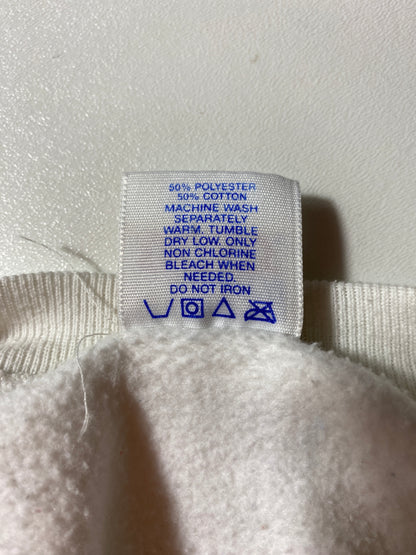 50% POLYESTER
50% COTTON
MACHINE WASH
SEPARATELY
WARM. TUMBLE
DRY LOW. ONLY
NON CHLORINE
BLEACH WHEN
NEEDED.
DO NOT IRON